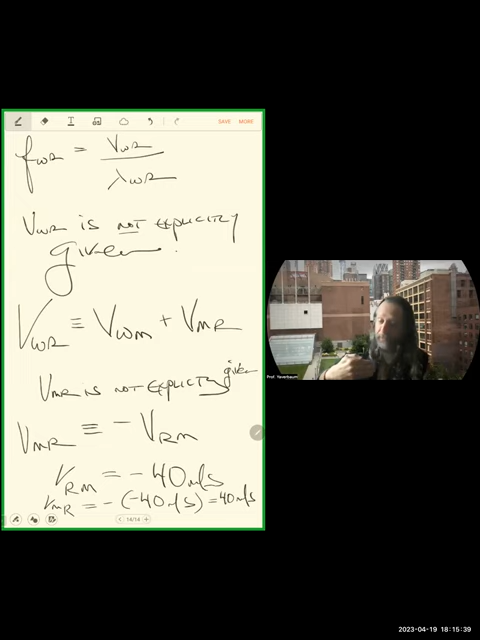 SAVE MORE
fWR = VWR / λWR
VWR is not explicitly
given.
VWR ≡ VWM + VMR
VMR is not explicitly given
VMR ≡ - VRM
VRM = - 40 m/s
VMR = - (-40 m/s) = 40 m/s
14/14
Prof. Yaverbaum
2023-04-19 18:15:39